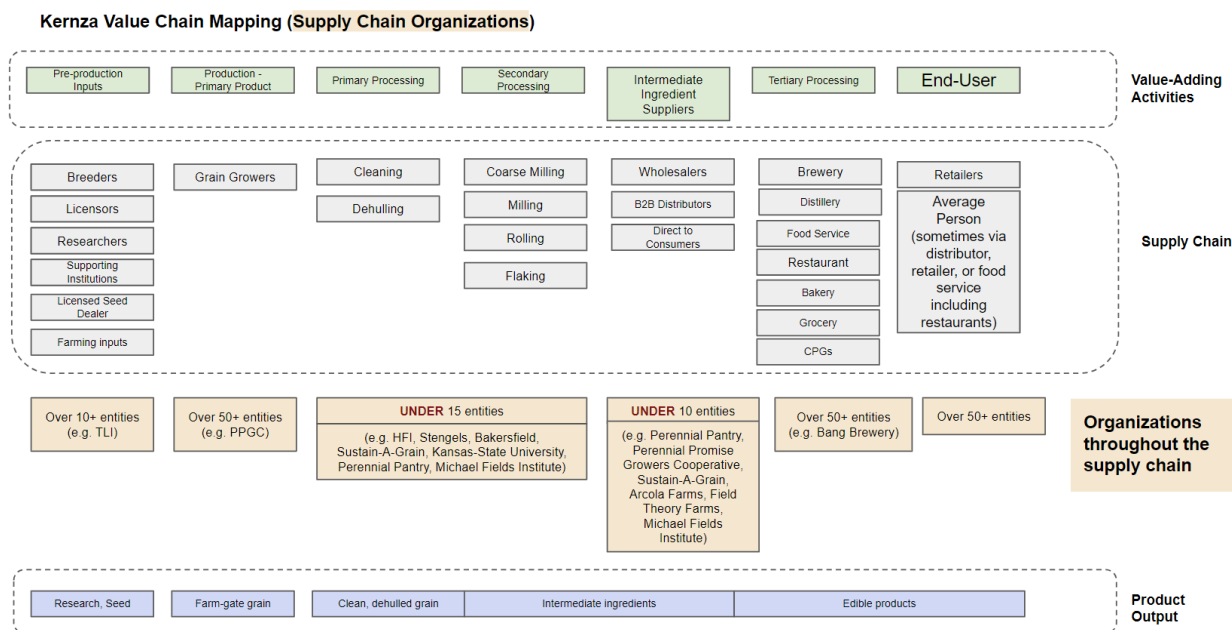 Kernza Value Chain Mapping (Supply Chain Organizations)
Pre-production
Inputs
Production -
Primary Product
Primary Processing
Secondary
Processing
Intermediate
Ingredient
Suppliers
Tertiary Processing
End-User
Value-Adding
Activities
Breeders
Licensors
Researchers
Supporting
Institutions
Licensed Seed
Dealer
Farming inputs
Grain Growers
Cleaning
Dehulling
Coarse Milling
Milling
Rolling
Flaking
Wholesalers
B2B Distributors
Direct to
Consumers
Brewery
Distillery
Food Service
Restaurant
Bakery
Grocery
CPGs
Retailers
Average
Person
(sometimes via
distributor,
retailer, or food
service
including
restaurants)
Supply Chain
Over 10+ entities
(e.g. TLI)
Over 50+ entities
(e.g. PPGC)
UNDER 15 entities
(e.g. HFI, Stengels, Bakersfield,
Sustain-A-Grain, Kansas-State University,
Perennial Pantry, Michael Fields Institute)
UNDER 10 entities
(e.g. Perennial Pantry,
Perennial Promise
Growers Cooperative,
Sustain-A-Grain,
Arcola Farms, Field
Theory Farms,
Michael Fields
Institute)
Over 50+ entities
(e.g. Bang Brewery)
Over 50+ entities
Organizations
throughout the
supply chain
Research, Seed
Farm-gate grain
Clean, dehulled grain
Intermediate ingredients
Edible products
Product
Output